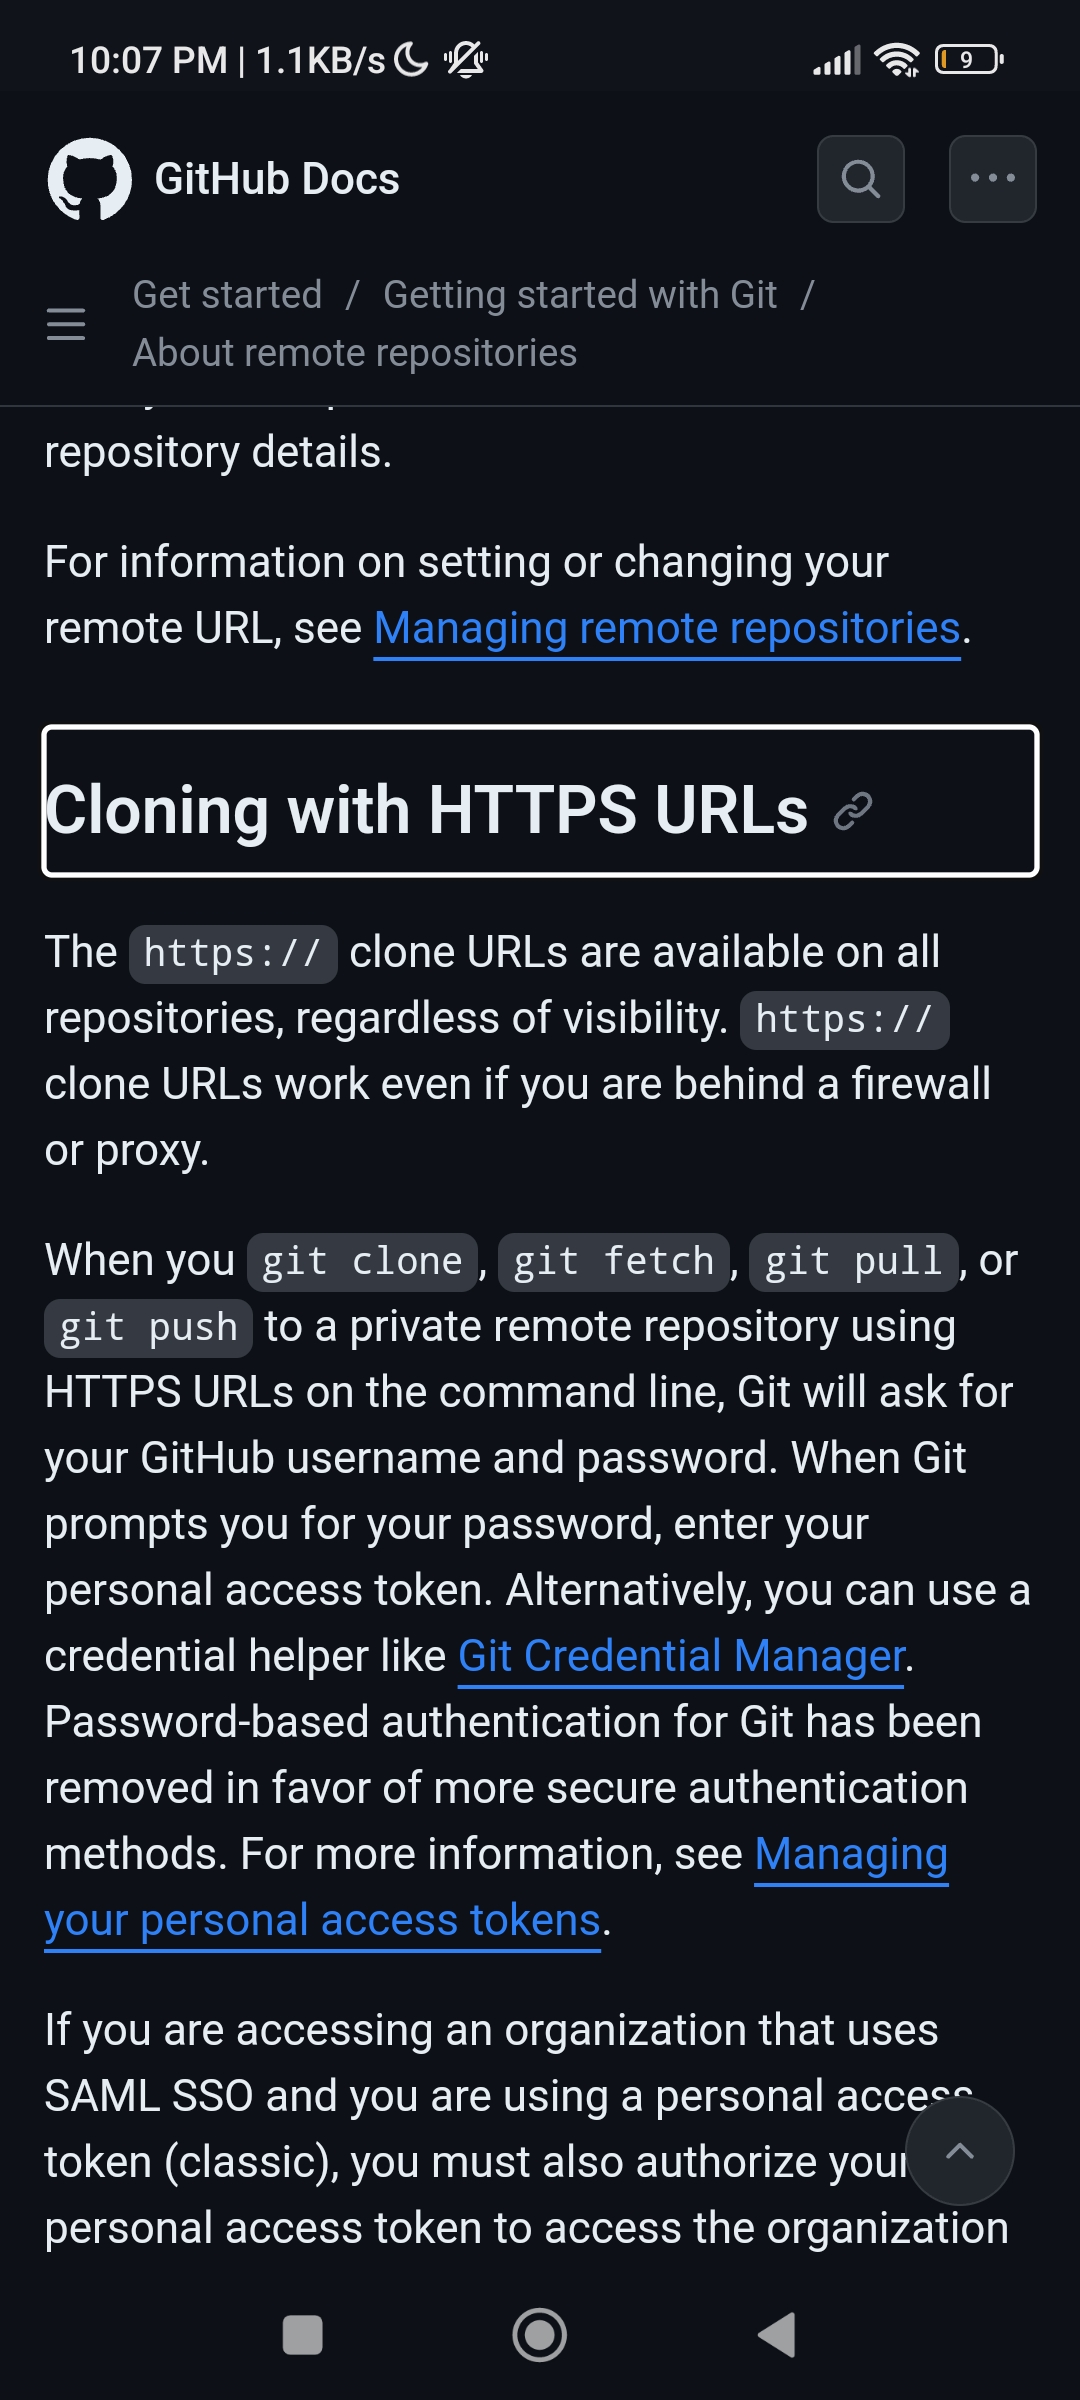 10:07 PM | 1.1KB/s
9
GitHub Docs
Get started / Getting started with Git /
About remote repositories
repository details.
For information on setting or changing your
remote URL, see Managing remote repositories.
Cloning with HTTPS URLs
The https:// clone URLs are available on all
repositories, regardless of visibility. https://
clone URLs work even if you are behind a firewall
or proxy.
When you git clone, git fetch, git pull, or
git push to a private remote repository using
HTTPS URLs on the command line, Git will ask for
your GitHub username and password. When Git
prompts you for your password, enter your
personal access token. Alternatively, you can use a
credential helper like Git Credential Manager.
Password-based authentication for Git has been
removed in favor of more secure authentication
methods. For more information, see Managing
your personal access tokens.
If you are accessing an organization that uses
SAML SSO and you are using a personal access
token (classic), you must also authorize your
personal access token to access the organization